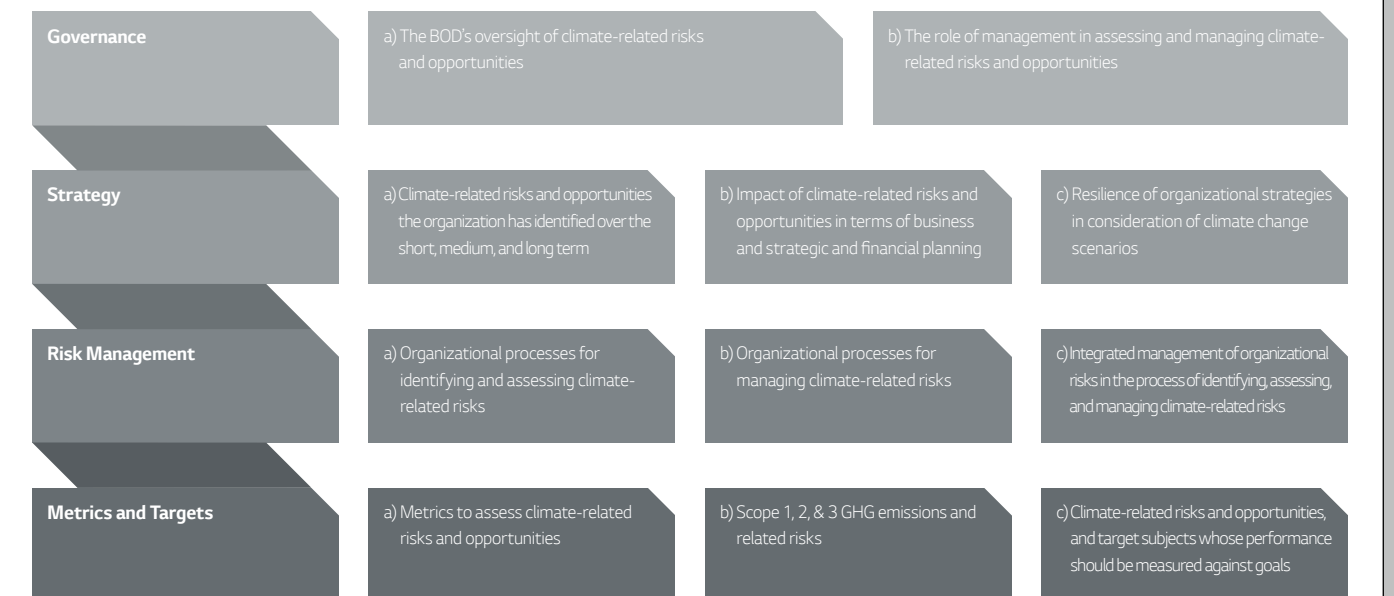 Governance
a) The BOD's oversight of climate-related risks
and opportunities
b) The role of management in assessing and managing climate-
related risks and opportunities
Strategy
a) Climate-related risks and opportunities
the organization has identified over the
short, medium, and long term
b) Impact of climate-related risks and
opportunities in terms of business
and strategic and financial planning
c) Resilience of organizational strategies
in consideration of climate change
scenarios
Risk Management
a) Organizational processes for
identifying and assessing climate-
related risks
b) Organizational processes for
managing climate-related risks
c) Integrated management of organizational
risks in the process of identifying, assessing,
and managing climate-related risks
Metrics and Targets
a) Metrics to assess climate-related
risks and opportunities
b) Scope 1, 2, & 3 GHG emissions and
related risks
c) Climate-related risks and opportunities,
and target subjects whose performance
should be measured against goals